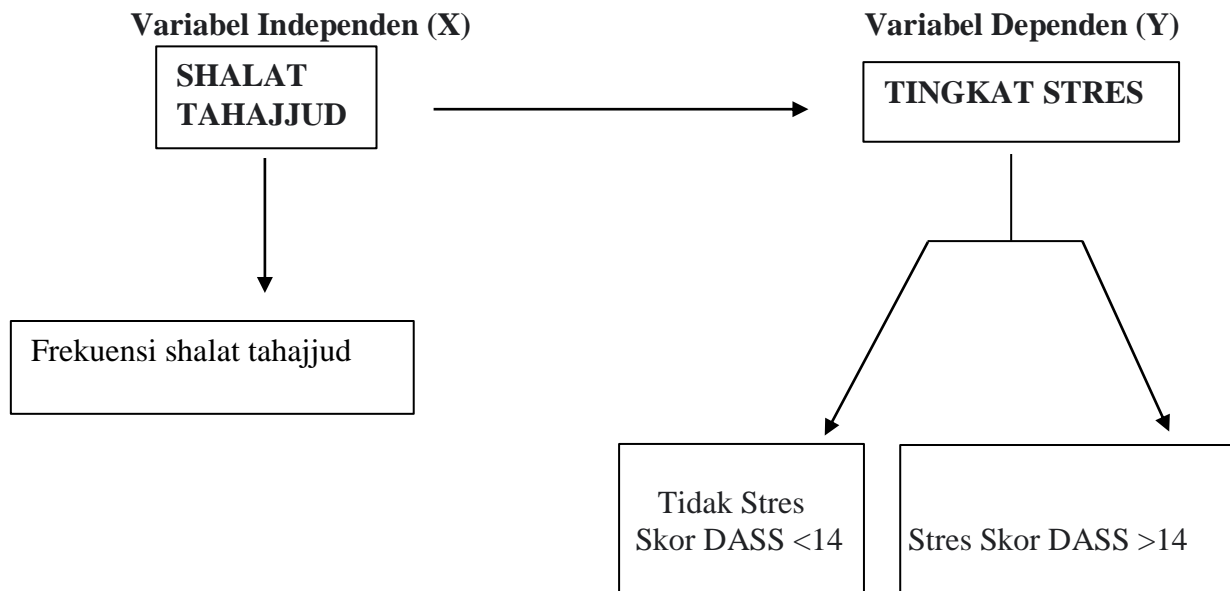 Variabel Independen (X)
Variabel Dependen (Y)
SHALAT
TAHAJJUD
TINGKAT STRES
Frekuensi shalat tahajjud
Tidak Stres
Skor DASS <14
Stres Skor DASS >14